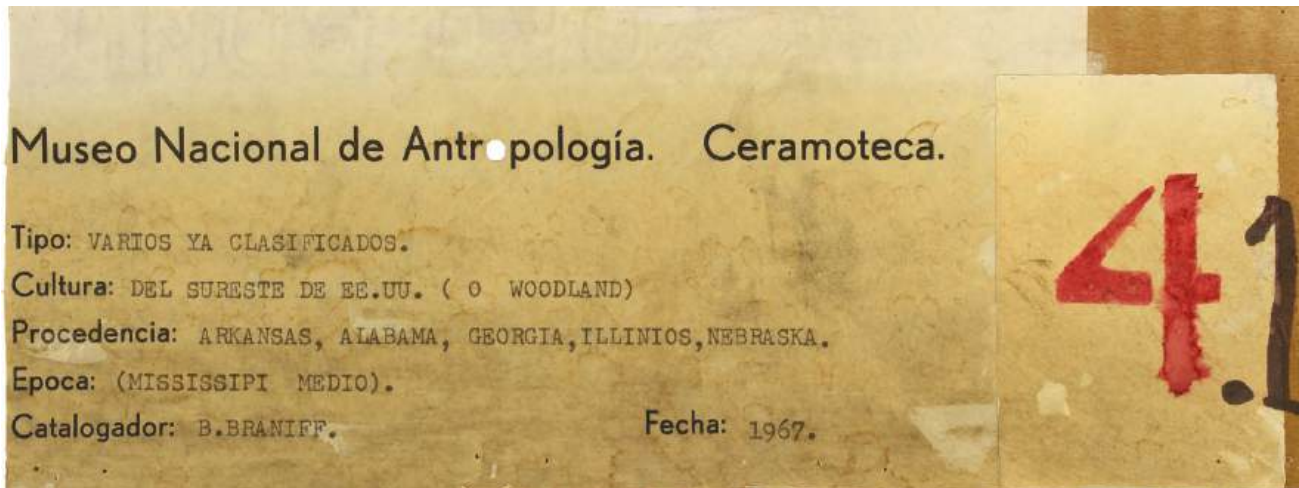 Museo Nacional de Antropología. Ceramoteca.
Tipo: VARIOS YA CLASIFICADOS.
Cultura: DEL SURESTE DE EE.UU. ( O WOODLAND)
Procedencia: ARKANSAS, ALABAMA, GEORGIA,ILLINIOS,NEBRASKA.
Epoca: (MISSISSIPI MEDIO).
Catalogador: B.BRANIFF. Fecha: 1967.
4.1